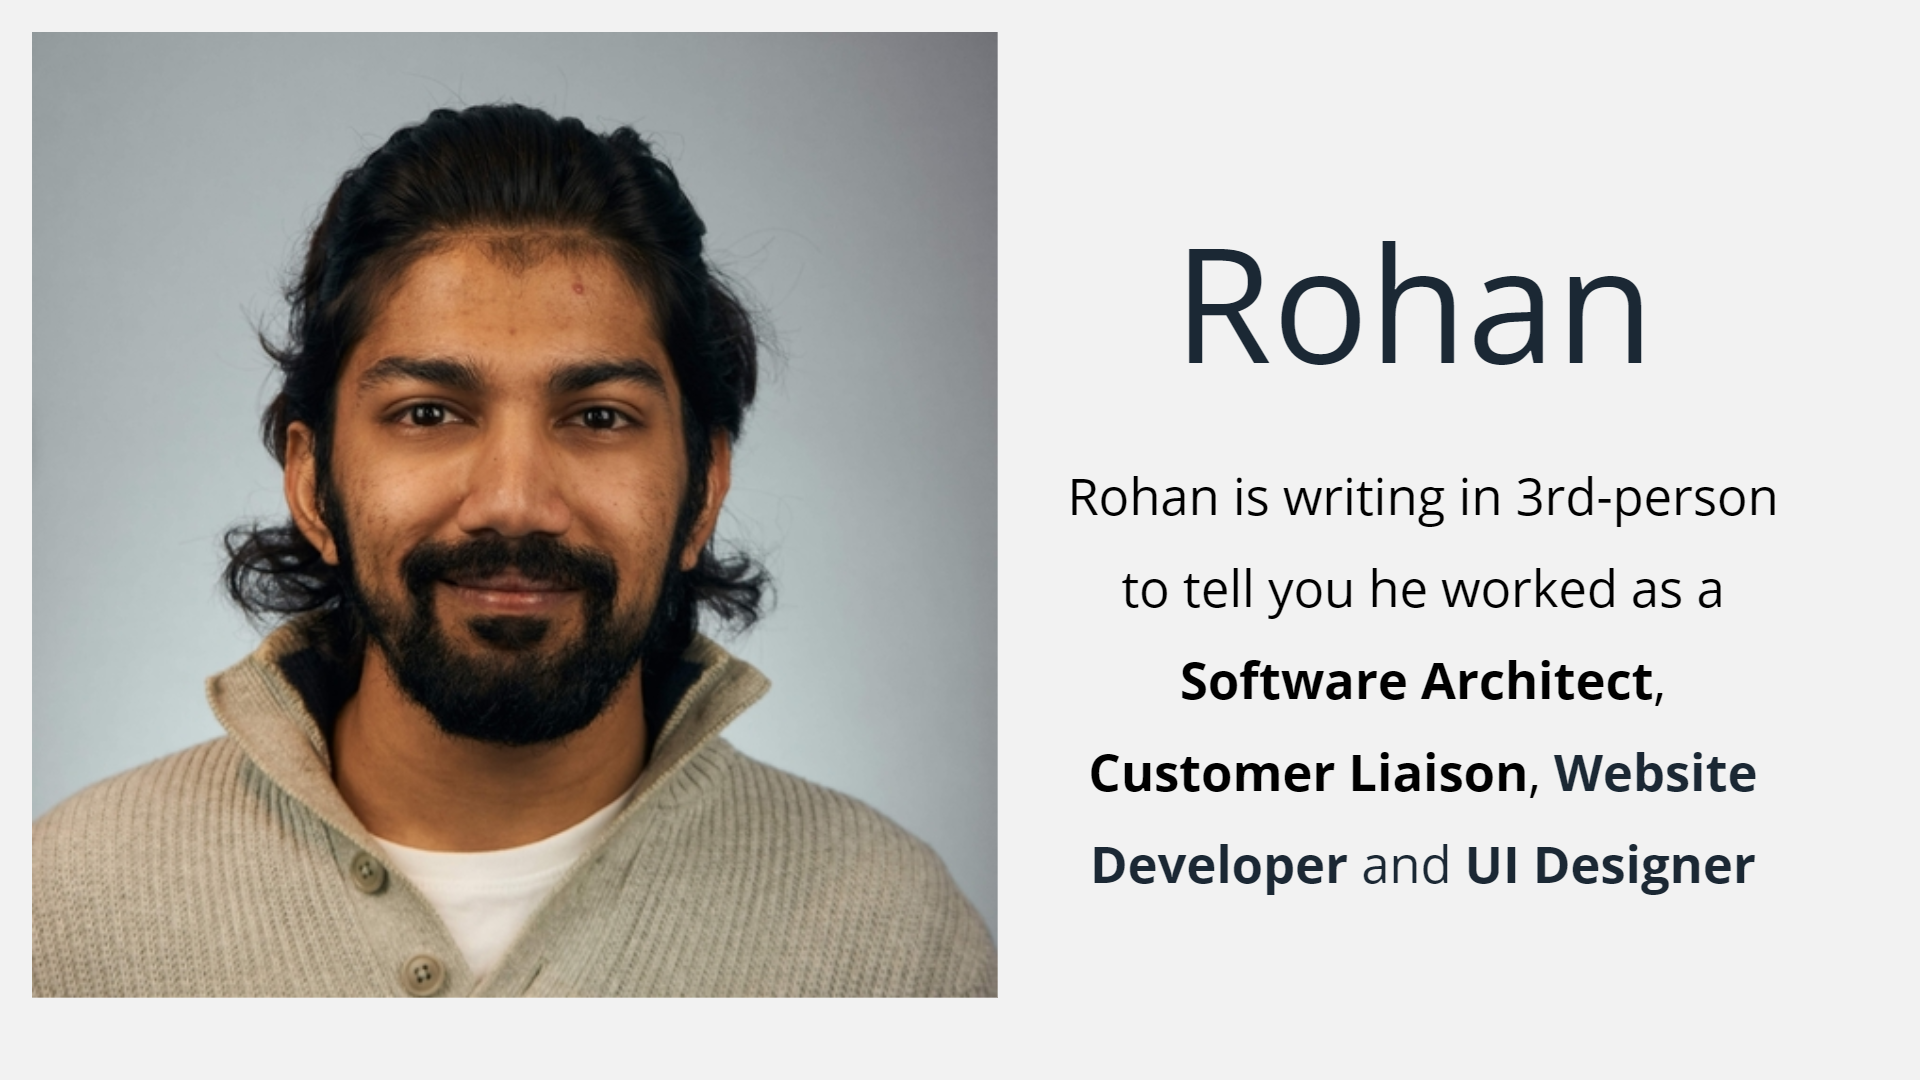 Rohan
Rohan is writing in 3rd-person
to tell you he worked as a
Software Architect,
Customer Liaison, Website
Developer and UI Designer